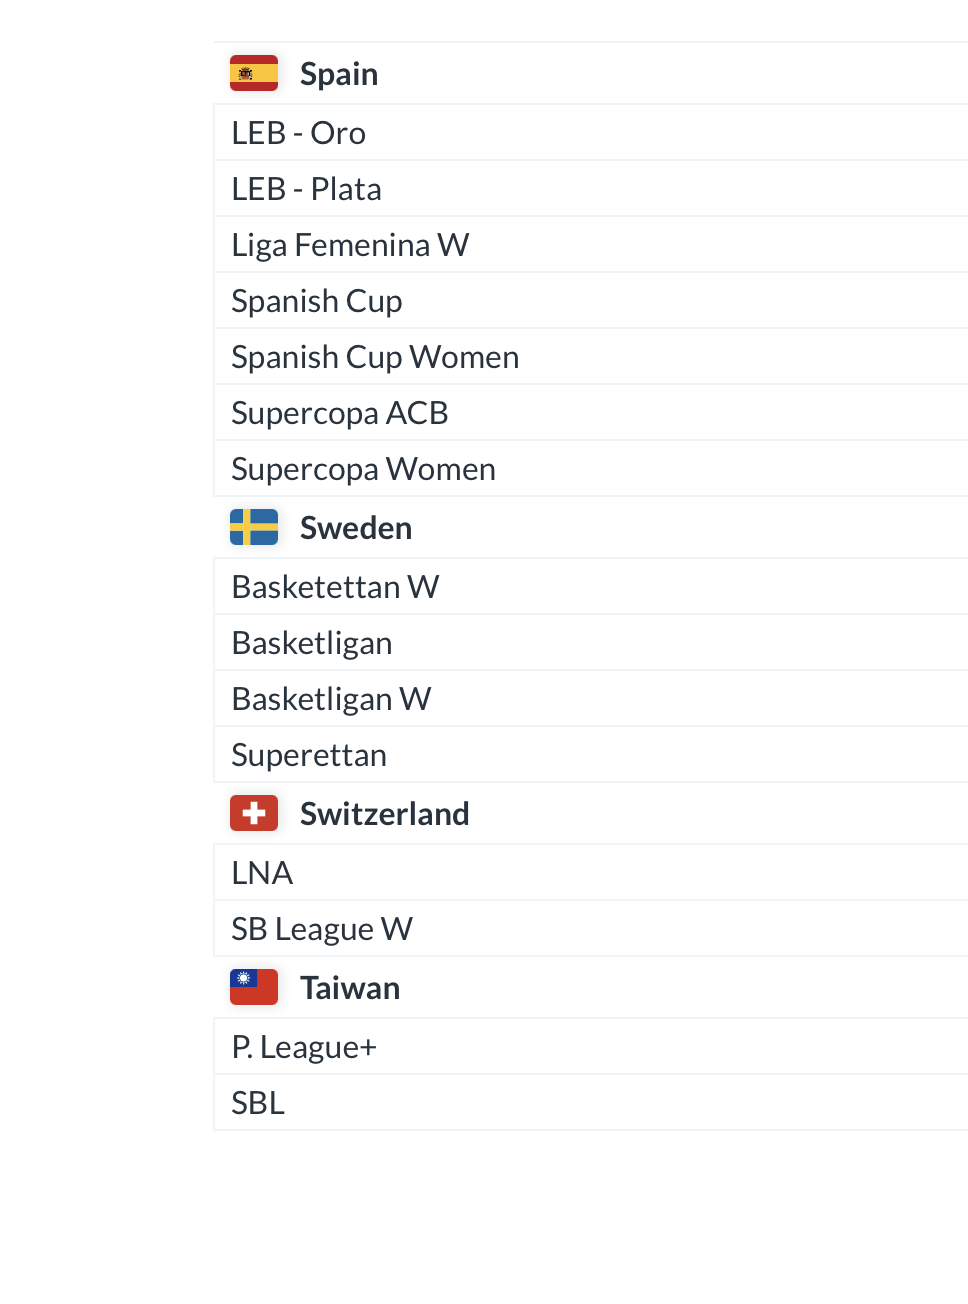 Spain
LEB - Oro
LEB - Plata
Liga Femenina W
Spanish Cup
Spanish Cup Women
Supercopa ACB
Supercopa Women
Sweden
Basketettan W
Basketligan
Basketligan W
Superettan
Switzerland
LNA
SB League W
Taiwan
P. League+
SBL